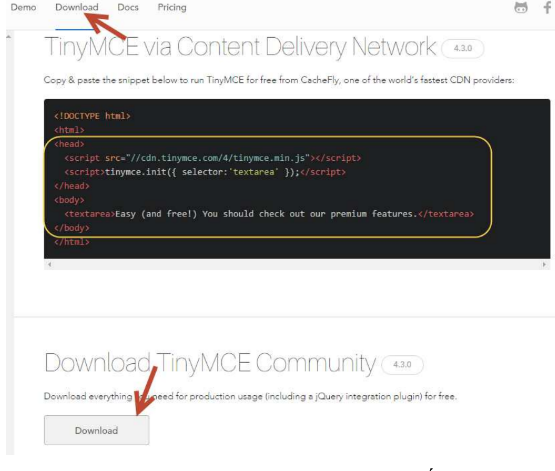 Demo Download Docs Pricing
TinyMCE via Content Delivery Network 4.3.0
Copy & paste the snippet below to run TinyMCE for free from CacheFly, one of the world's fastest CDN providers:
<!DOCTYPE html>
<html>
<head>
<script src="//cdn.tinymce.com/4/tinymce.min.js"></script>
<script>tinymce.init({ selector:'textarea' });</script>
</head>
<body>
<textarea>Easy (and free!) You should check out our premium features.</textarea>
</body>
</html>
Download TinyMCE Community 4.3.0
Download everything you need for production usage (including a jQuery integration plugin) for free.
Download